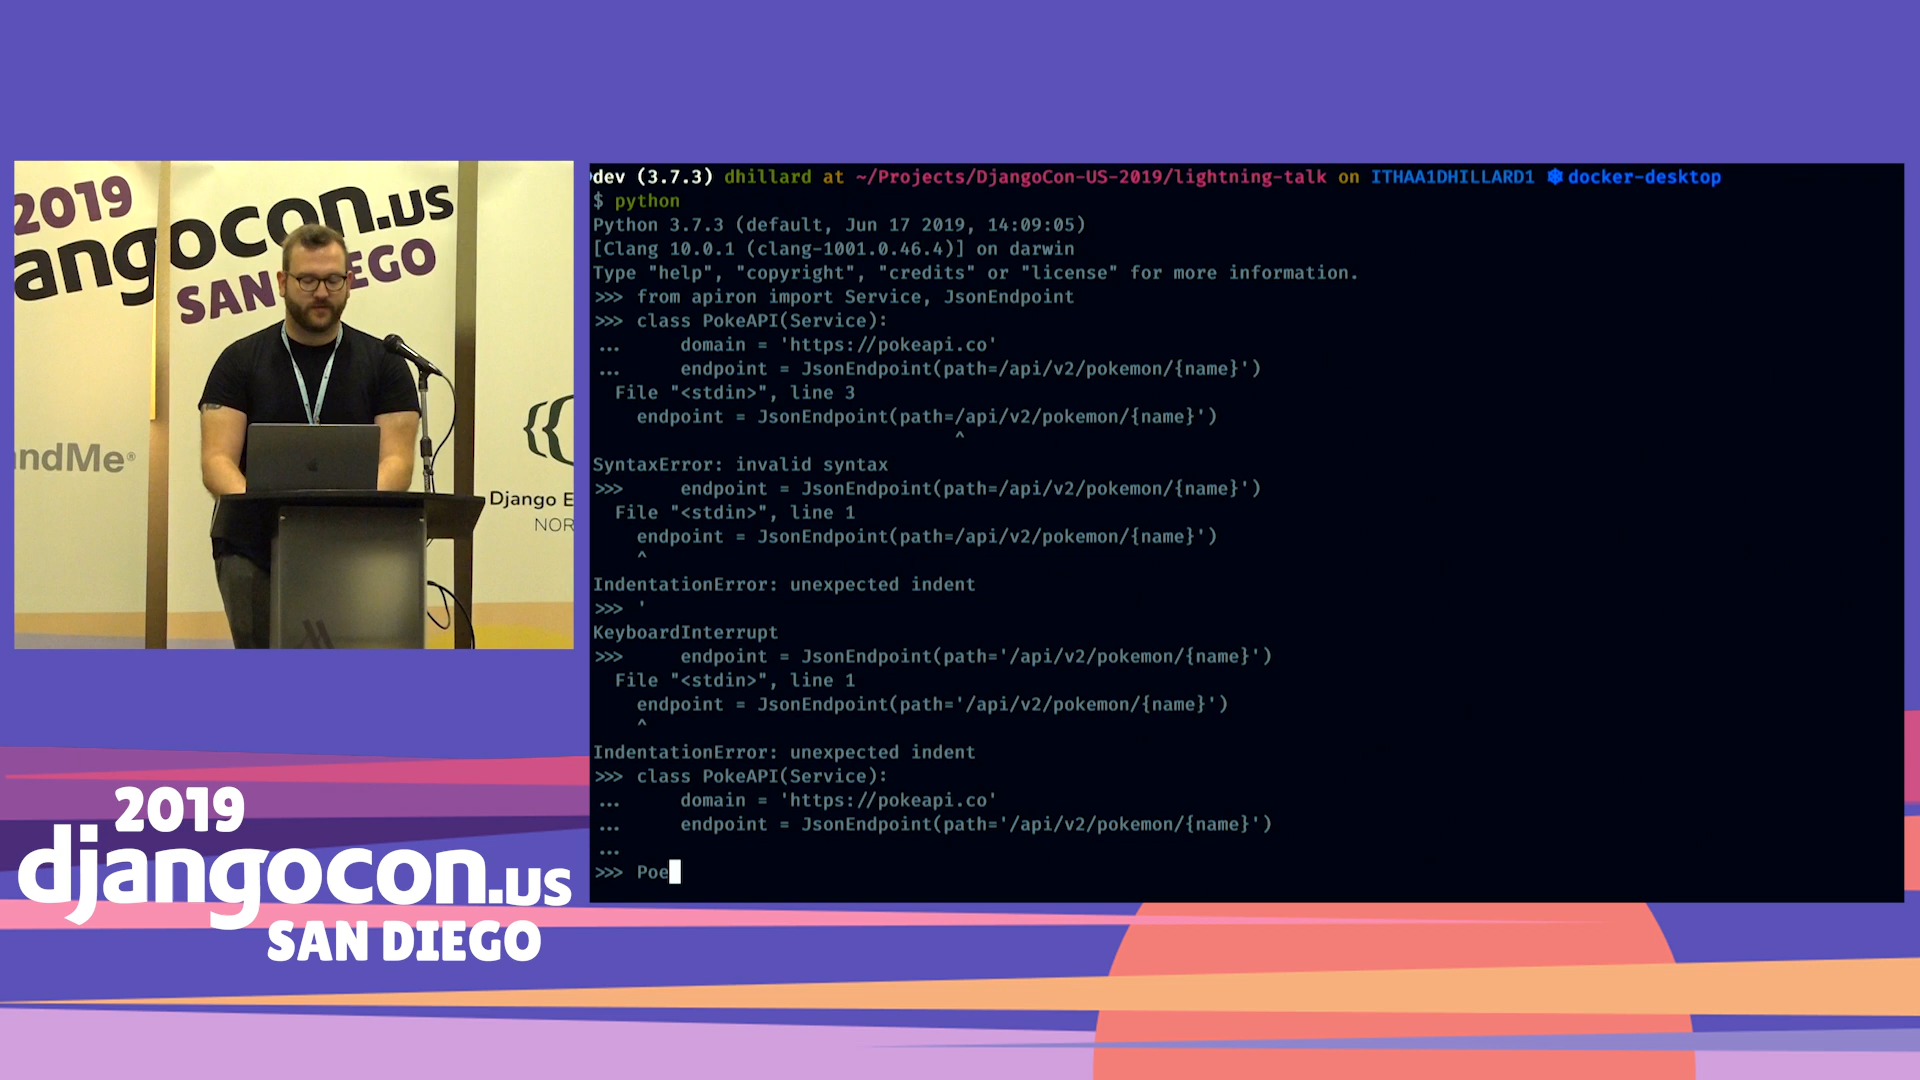 2019
djangocon.us
SAN DIEGO
ndMe®
Django E
NOR
2019
djangocon.us
SAN DIEGO
dev (3.7.3) dhillard at ~/Projects/DjangoCon-US-2019/lightning-talk on ITHAA1DHILLARD1 ⎈ docker-desktop
$ python
Python 3.7.3 (default, Jun 17 2019, 14:09:05)
[Clang 10.0.1 (clang-1001.0.46.4)] on darwin
Type "help", "copyright", "credits" or "license" for more information.
>>> from apiron import Service, JsonEndpoint
>>> class PokeAPI(Service):
...     domain = 'https://pokeapi.co'
...     endpoint = JsonEndpoint(path=/api/v2/pokemon/{name}')
  File "<stdin>", line 3
    endpoint = JsonEndpoint(path=/api/v2/pokemon/{name}')
                                 ^
SyntaxError: invalid syntax
>>>     endpoint = JsonEndpoint(path=/api/v2/pokemon/{name}')
  File "<stdin>", line 1
    endpoint = JsonEndpoint(path=/api/v2/pokemon/{name}')
    ^
IndentationError: unexpected indent
>>> '
KeyboardInterrupt
>>>     endpoint = JsonEndpoint(path='/api/v2/pokemon/{name}')
  File "<stdin>", line 1
    endpoint = JsonEndpoint(path='/api/v2/pokemon/{name}')
    ^
IndentationError: unexpected indent
>>> class PokeAPI(Service):
...     domain = 'https://pokeapi.co'
...     endpoint = JsonEndpoint(path='/api/v2/pokemon/{name}')
...
>>> Poe